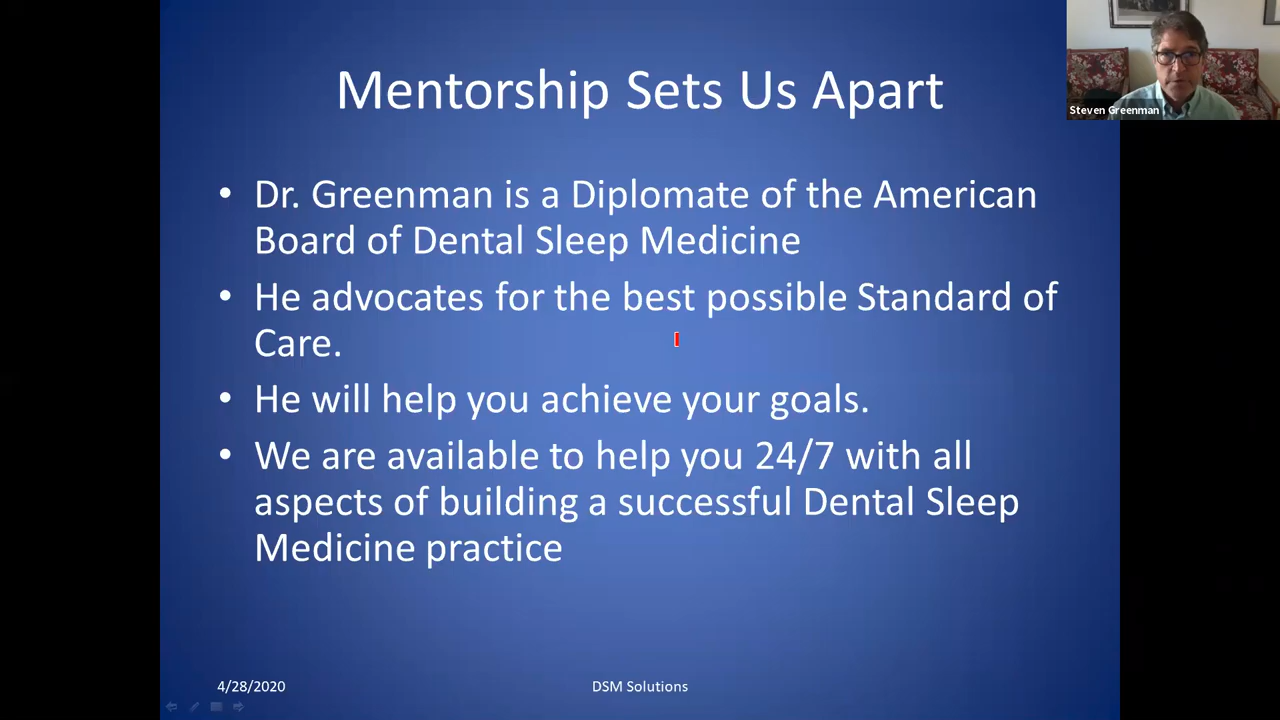 Mentorship Sets Us Apart
Steven Greenman
• Dr. Greenman is a Diplomate of the American
Board of Dental Sleep Medicine
• He advocates for the best possible Standard of
Care.
• He will help you achieve your goals.
• We are available to help you 24/7 with all
aspects of building a successful Dental Sleep
Medicine practice
4/28/2020
DSM Solutions